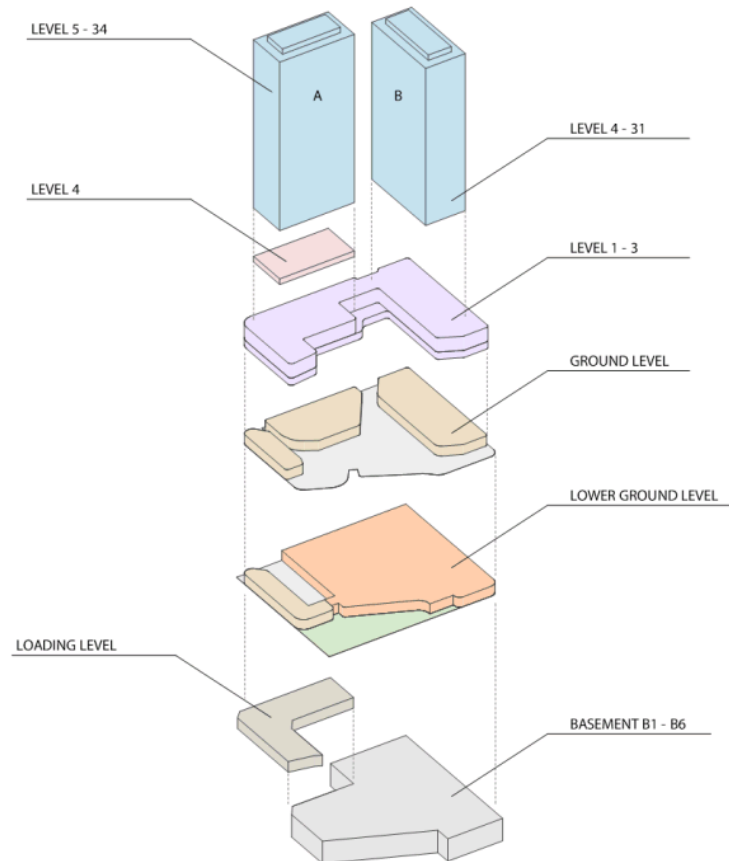 LEVEL 5 - 34
A
B
LEVEL 4 - 31
LEVEL 4
LEVEL 1 - 3
GROUND LEVEL
LOWER GROUND LEVEL
LOADING LEVEL
BASEMENT B1 - B6